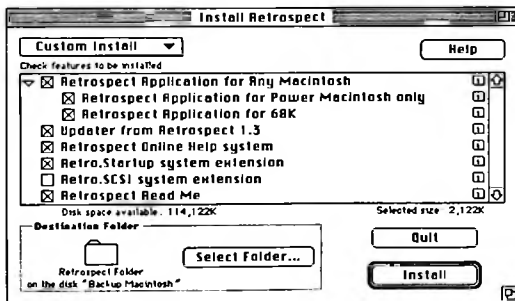 Install Retrospect
Custom Install
Help
Check features to be installed
Retrospect Application for Any Macintosh
Retrospect Application for Power Macintosh only
Retrospect Application for 68K
Updater from Retrospect 1.3
Retrospect Online Help system
Retro.Startup system extension
Retro.SCSI system extension
Retrospect Read Me
Disk space available: 114,122K
Selected size: 2,122K
Destination Folder
Select Folder...
Retrospect Folder
on the disk "Backup Macintosh"
Quit
Install